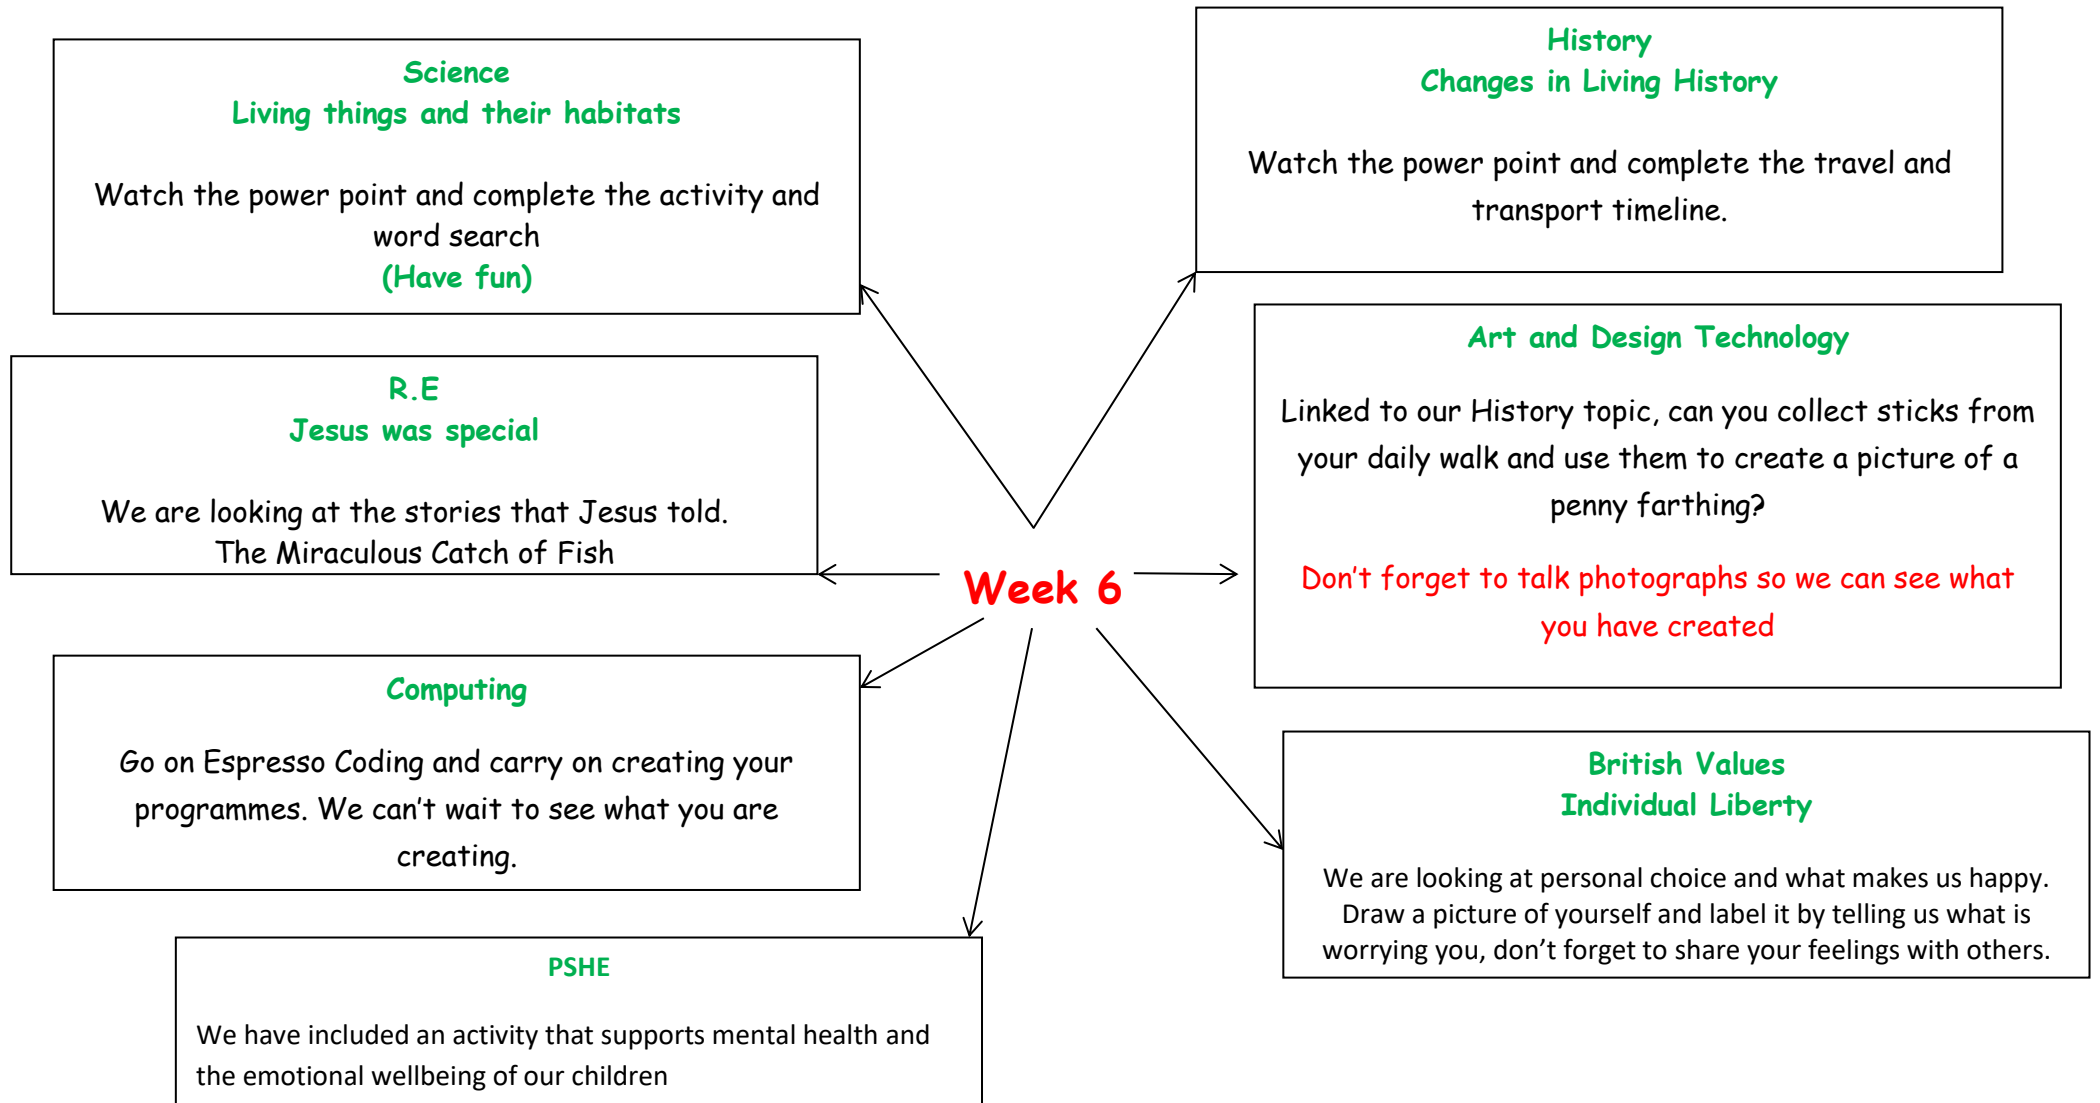 Science
Living things and their habitats
Watch the power point and complete the activity and
word search
(Have fun)
History
Changes in Living History
Watch the power point and complete the travel and
transport timeline.
R.E
Jesus was special
We are looking at the stories that Jesus told.
The Miraculous Catch of Fish
Art and Design Technology
Linked to our History topic, can you collect sticks from
your daily walk and use them to create a picture of a
penny farthing?
Don't forget to talk photographs so we can see what
you have created
Week 6
Computing
Go on Espresso Coding and carry on creating your
programmes. We can't wait to see what you are
creating.
British Values
Individual Liberty
We are looking at personal choice and what makes us happy.
Draw a picture of yourself and label it by telling us what is
worrying you, don't forget to share your feelings with others.
PSHE
We have included an activity that supports mental health and
the emotional wellbeing of our children